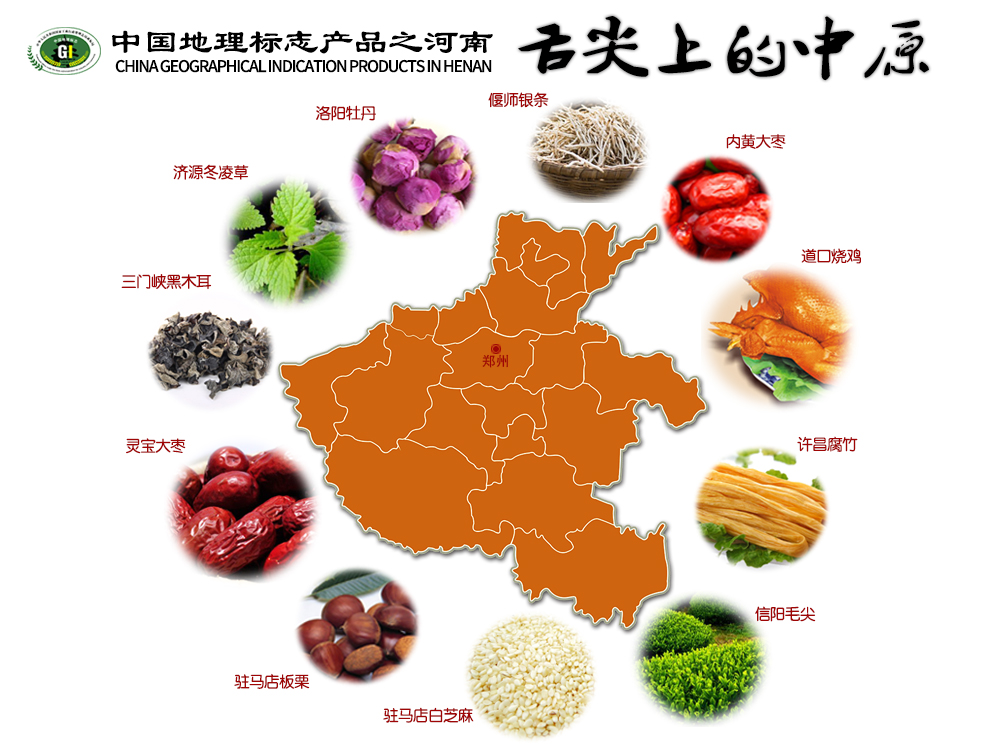 GI
中国地理标志产品之河南
CHINA GEOGRAPHICAL INDICATION PRODUCTS IN HENAN
舌尖上的中原
偃师银条
洛阳牡丹
内黄大枣
济源冬凌草
道口烧鸡
三门峡黑木耳
郑州
灵宝大枣
许昌腐竹
信阳毛尖
驻马店板栗
驻马店白芝麻